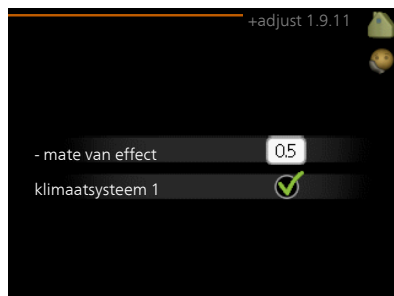 +adjust 1.9.11
- mate van effect 0.5
klimaatsysteem 1